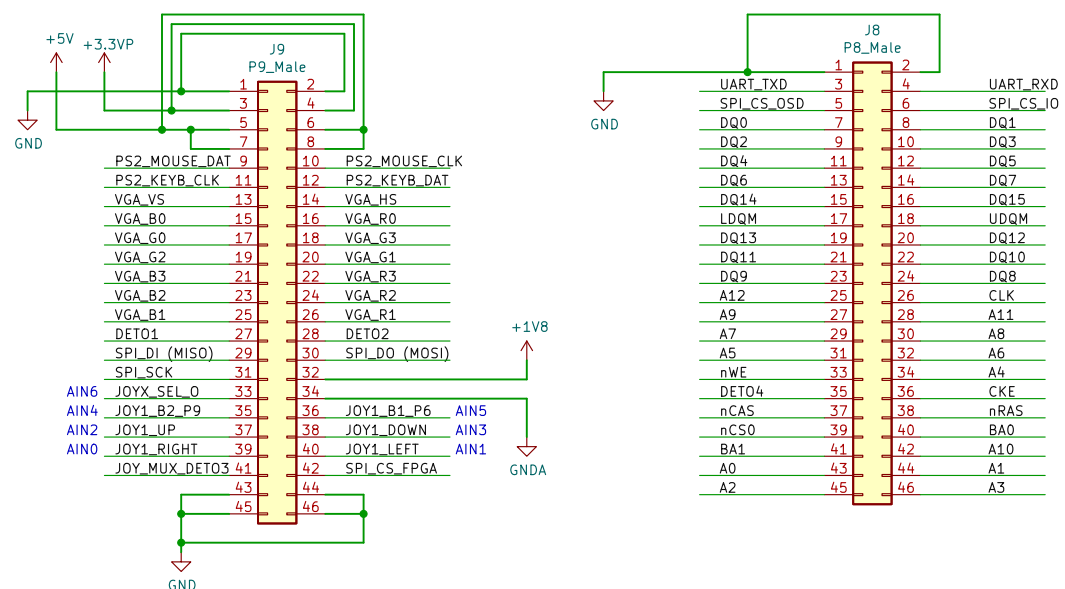 +5V
+3.3VP
J9
P9_Male
1 2
3 4
5 6
7 8
GND
PS2_MOUSE_DAT 9 10 PS2_MOUSE_CLK
PS2_KEYB_CLK 11 12 PS2_KEYB_DAT
VGA_VS 13 14 VGA_HS
VGA_B0 15 16 VGA_R0
VGA_G0 17 18 VGA_G3
VGA_G2 19 20 VGA_G1
VGA_B3 21 22 VGA_R3
VGA_B2 23 24 VGA_R2
VGA_B1 25 26 VGA_R1
DETO1 27 28 DETO2
SPI_DI (MISO) 29 30 SPI_DO (MOSI)
SPI_SCK 31 32
+1V8
AIN6 JOYX_SEL_O 33 34
AIN4 JOY1_B2_P9 35 36 JOY1_B1_P6 AIN5
AIN2 JOY1_UP 37 38 JOY1_DOWN AIN3
AIN0 JOY1_RIGHT 39 40 JOY1_LEFT AIN1
JOY_MUX_DETO3 41 42 SPI_CS_FPGA
GNDA
43 44
45 46
GND
J8
P8_Male
1 2
GND
UART_TXD 3 4 UART_RXD
SPI_CS_OSD 5 6 SPI_CS_IO
DQ0 7 8 DQ1
DQ2 9 10 DQ3
DQ4 11 12 DQ5
DQ6 13 14 DQ7
DQ14 15 16 DQ15
LDQM 17 18 UDQM
DQ13 19 20 DQ12
DQ11 21 22 DQ10
DQ9 23 24 DQ8
A12 25 26 CLK
A9 27 28 A11
A7 29 30 A8
A5 31 32 A6
nWE 33 34 A4
DETO4 35 36 CKE
nCAS 37 38 nRAS
nCS0 39 40 BA0
BA1 41 42 A10
A0 43 44 A1
A2 45 46 A3